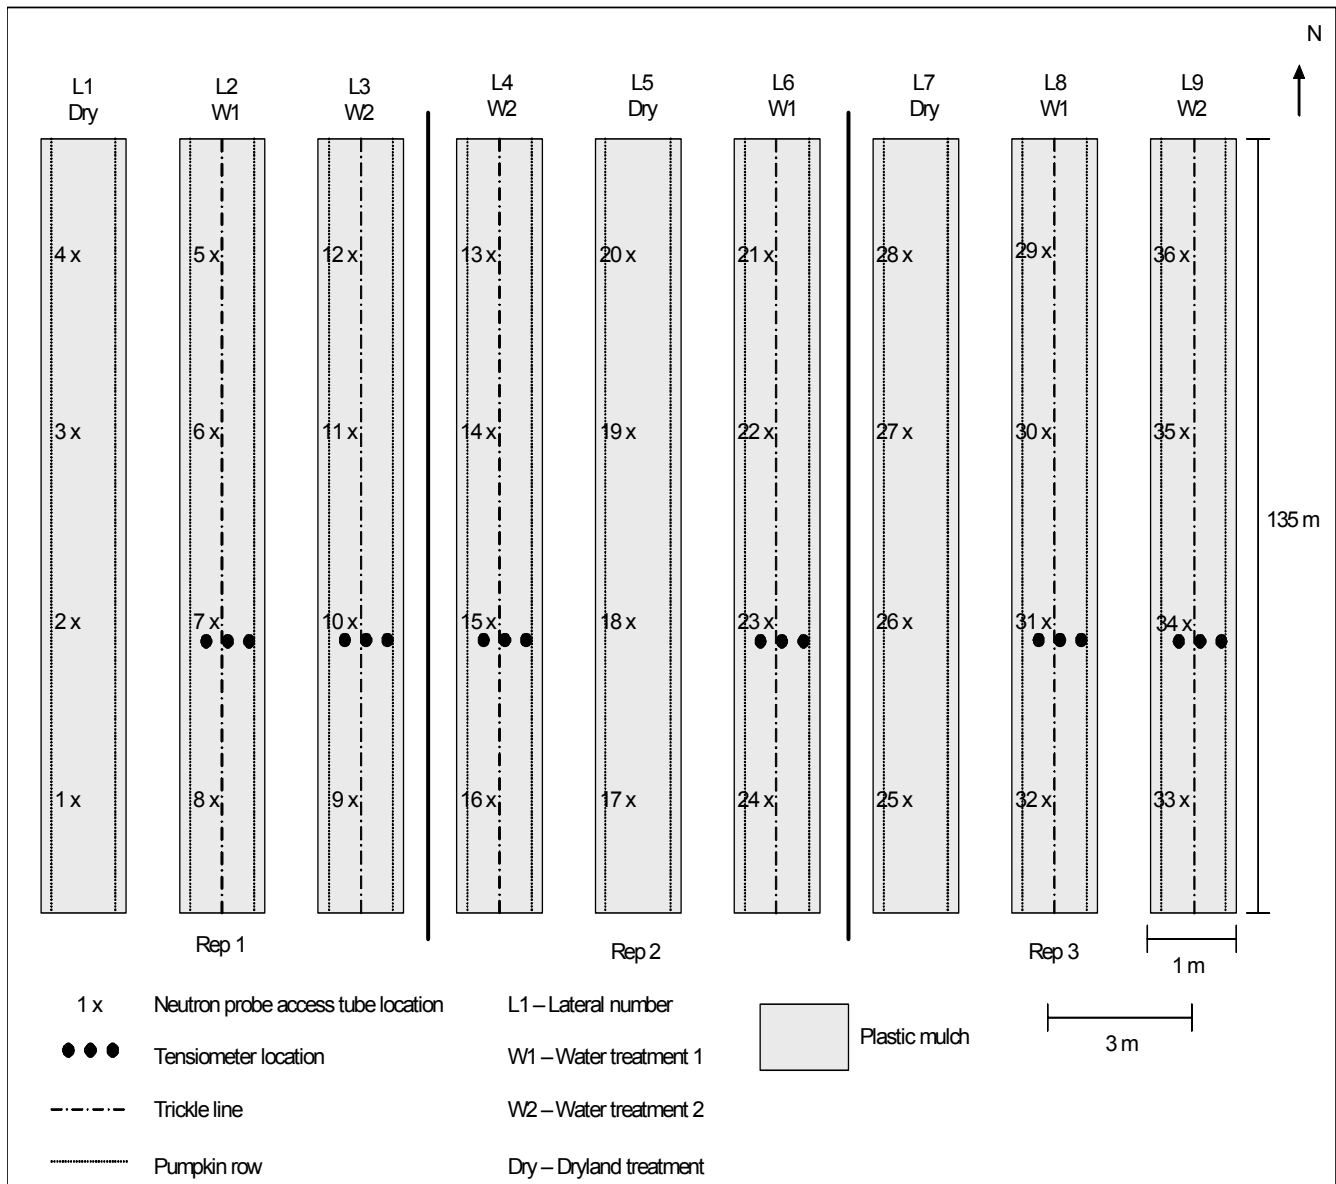 N
L1 L2 L3 L4 L5 L6 L7 L8 L9
Dry W1 W2 W2 Dry W1 Dry W1 W2
4 x 5 x 12 x 13 x 20 x 21 x 28 x 29 x 36 x
3 x 6 x 11 x 14 x 19 x 22 x 27 x 30 x 35 x
135 m
2 x 7 x 10 x 15 x 18 x 23 x 26 x 31 x 34 x
1 x 8 x 9 x 16 x 17 x 24 x 25 x 32 x 33 x
Rep 1 Rep 2 Rep 3
1 m
1 x Neutron probe access tube location
Tensiometer location
Trickle line
Pumpkin row
L1 – Lateral number
W1 – Water treatment 1
W2 – Water treatment 2
Dry – Dryland treatment
Plastic mulch
3 m